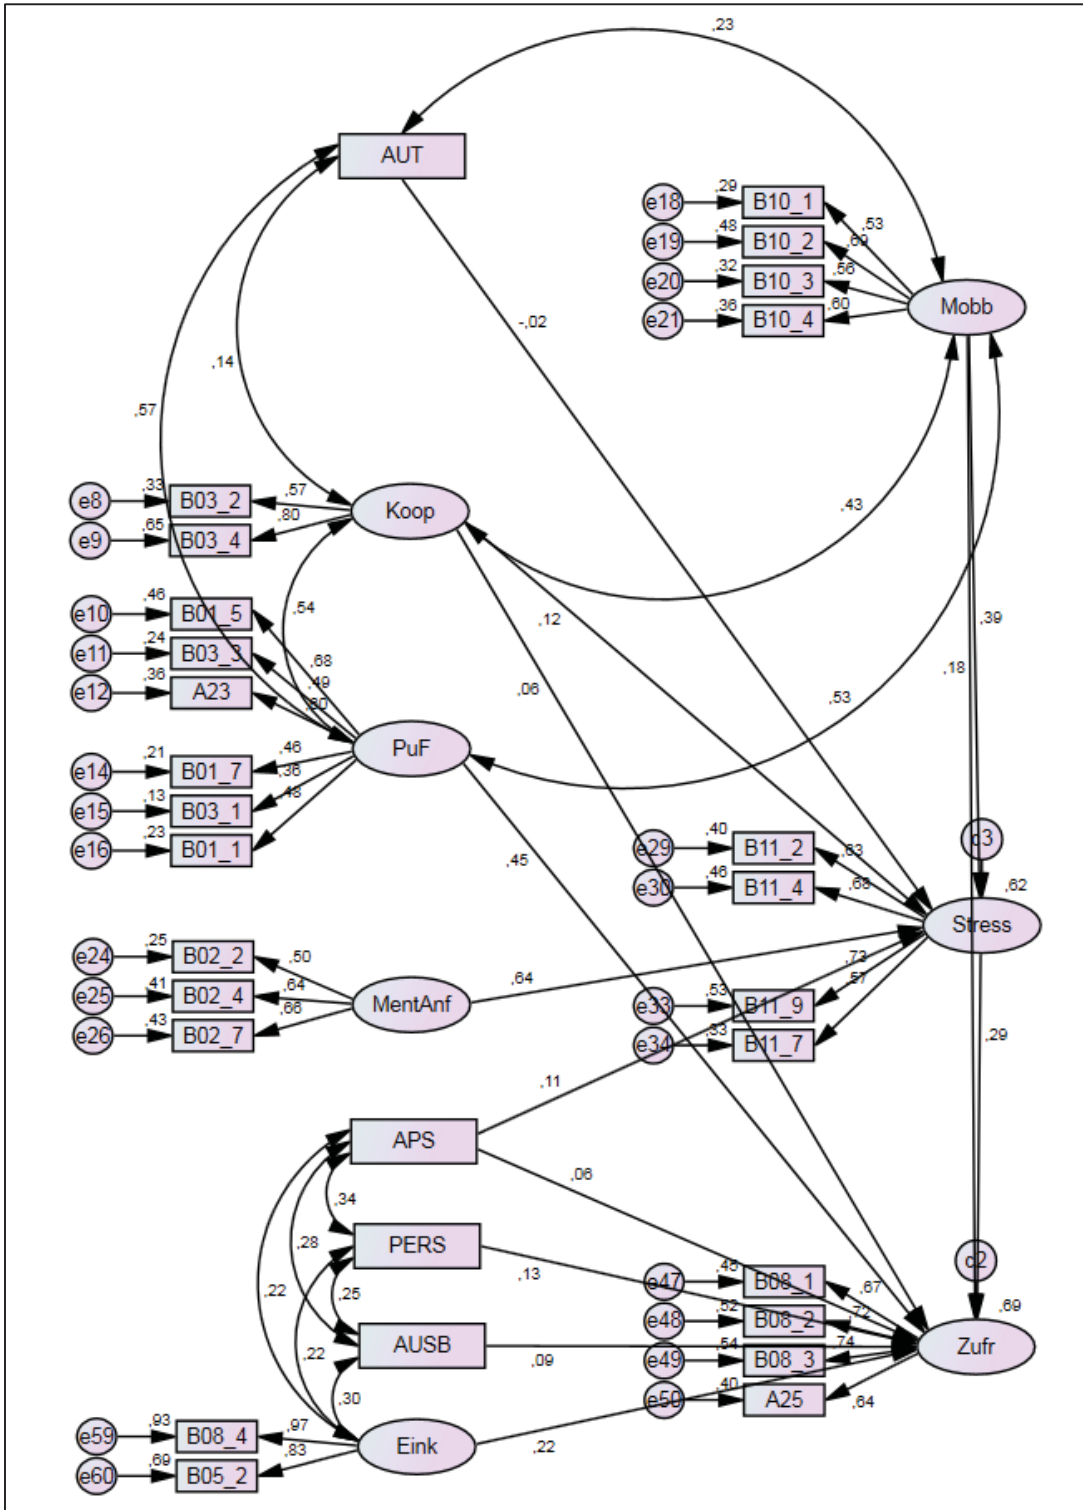 ,23
AUT
e18 ,29 B10_1 ,53
e19 ,48 B10_2 ,69
e20 ,32 B10_3 ,56
e21 ,36 B10_4 ,60
Mobb
-,02
,14
,57
e8 ,33 B03_2 ,57
e9 ,65 B03_4 ,80
Koop
,43
e10 ,46 B01_5 ,68
e11 ,24 B03_3 ,49
e12 ,36 A23 ,60
,54
,12
,39
,06
,18
,53
PuF
e14 ,21 B01_7 ,46
e15 ,13 B03_1 ,36
e16 ,23 B01_1 ,48
,45
e29 ,40 B11_2 ,63
e30 ,46 B11_4 ,68
c3
,62
Stress
e24 ,25 B02_2 ,50
e25 ,41 B02_4 ,64
e26 ,43 B02_7 ,66
MentAnf
,64
,73
,57
e33 ,53 B11_9
e34 ,33 B11_7
,29
,11
APS
,06
,34
PERS
,28
,13
,22
,25
AUSB
,22
,09
,30
c2
e47 ,45 B08_1 ,67
e48 ,52 B08_2 ,72
e49 ,54 B08_3 ,74
e50 ,40 A25 ,64
,69
Zufr
e59 ,93 B08_4 ,97
e60 ,69 B05_2 ,83
Eink
,22